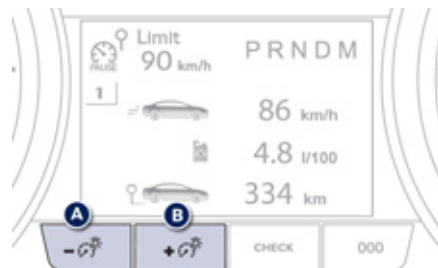 Limit
PAUSE 90 km/h
P R N D M
1
86 km/h
4.8 l/100
334 km
A B
- +
CHECK 000